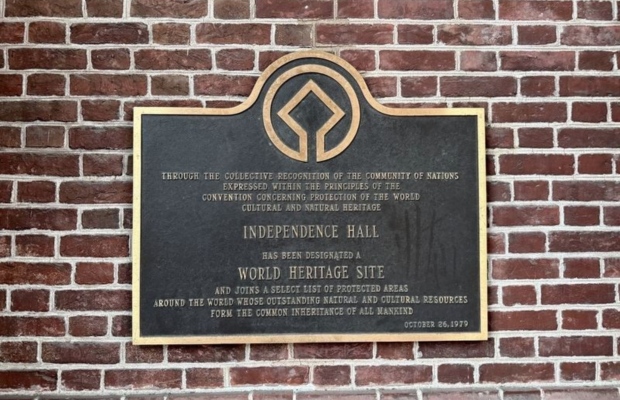 THROUGH THE COLLECTIVE RECOGNITION OF THE COMMUNITY OF NATIONS
EXPRESSED WITHIN THE PRINCIPLES OF THE
CONVENTION CONCERNING PROTECTION OF THE WORLD
CULTURAL AND NATURAL HERITAGE
INDEPENDENCE HALL
HAS BEEN DESIGNATED A
WORLD HERITAGE SITE
AND JOINS A SELECT LIST OF PROTECTED AREAS
AROUND THE WORLD WHOSE OUTSTANDING NATURAL AND CULTURAL RESOURCES
FORM THE COMMON INHERITANCE OF ALL MANKIND
OCTOBER 26, 1979